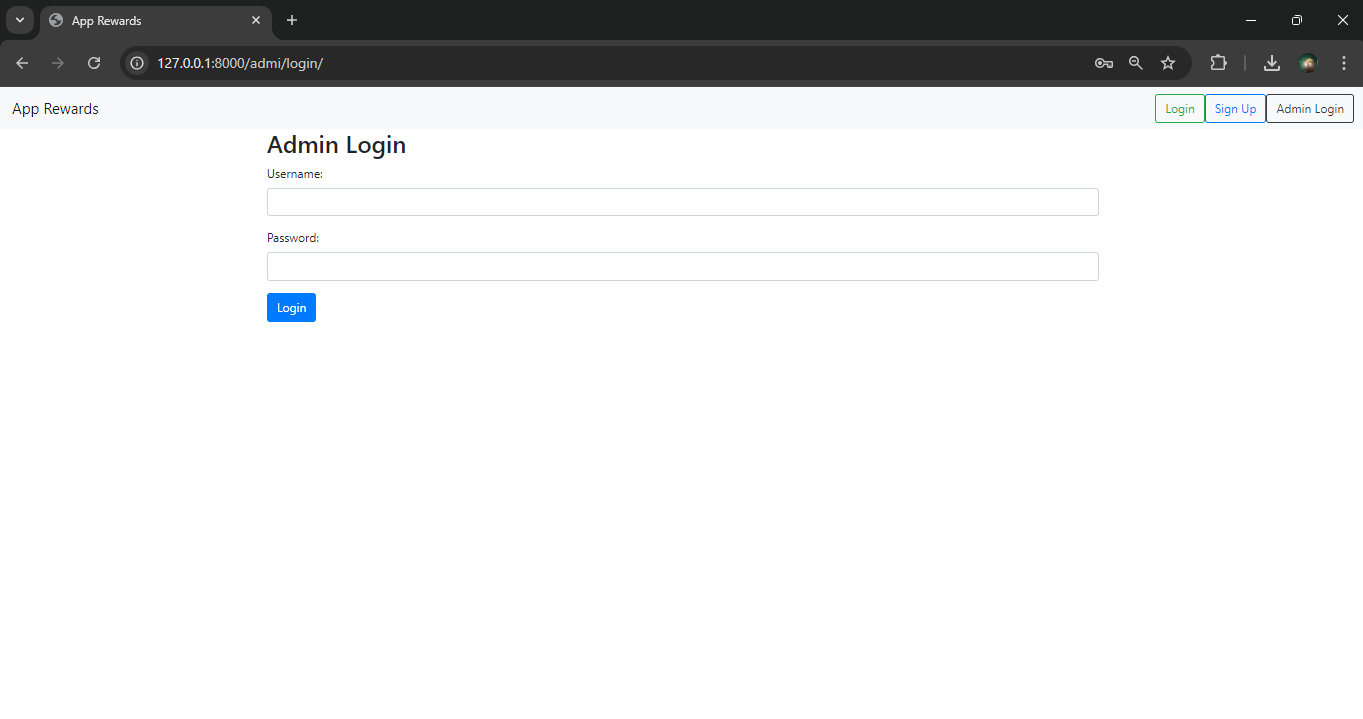 App Rewards
127.0.0.1:8000/admi/login/
App Rewards
Login Sign Up Admin Login
Admin Login
Username:
Password:
Login